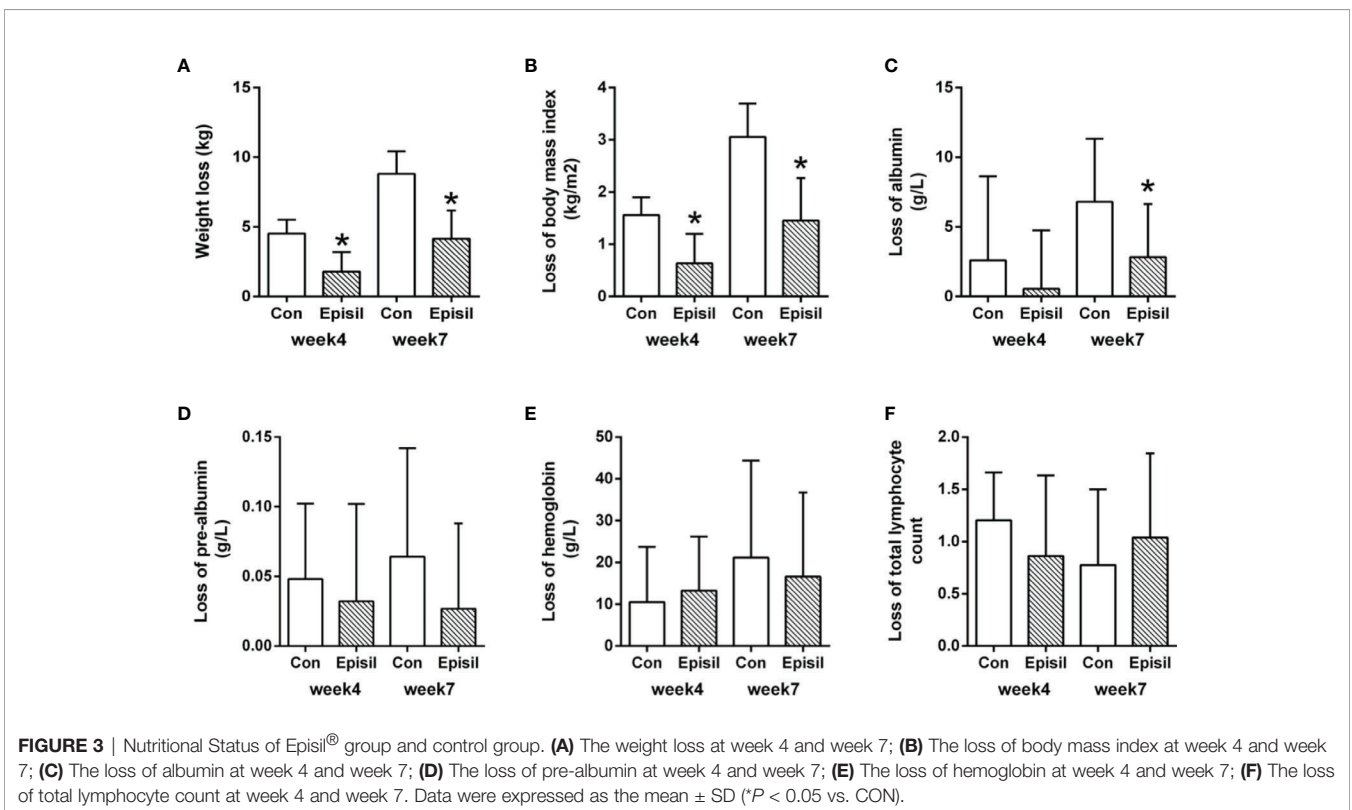 A
Weight loss (kg)
15
10
5
0
*
*
Con Episil Con Episil
week4 week7
B
Loss of body mass index
(kg/m2)
4
3
2
1
0
*
*
Con Episil Con Episil
week4 week7
C
Loss of albumin
(g/L)
15
10
5
0
*
Con Episil Con Episil
week4 week7
D
Loss of pre-albumin
(g/L)
0.15
0.10
0.05
0.00
Con Episil Con Episil
week4 week7
E
Loss of hemoglobin
(g/L)
50
40
30
20
10
0
Con Episil Con Episil
week4 week7
F
Loss of total lymphocyte
count
2.0
1.5
1.0
0.5
0.0
Con Episil Con Episil
week4 week7
FIGURE 3 | Nutritional Status of Episil® group and control group. (A) The weight loss at week 4 and week 7; (B) The loss of body mass index at week 4 and week
7; (C) The loss of albumin at week 4 and week 7; (D) The loss of pre-albumin at week 4 and week 7; (E) The loss of hemoglobin at week 4 and week 7; (F) The loss
of total lymphocyte count at week 4 and week 7. Data were expressed as the mean ± SD (*P < 0.05 vs. CON).